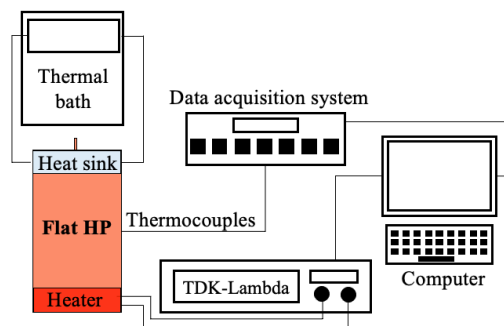 Thermal
bath
Data acquisition system
Heat sink
Flat HP
Thermocouples
Heater
TDK-Lambda
Computer